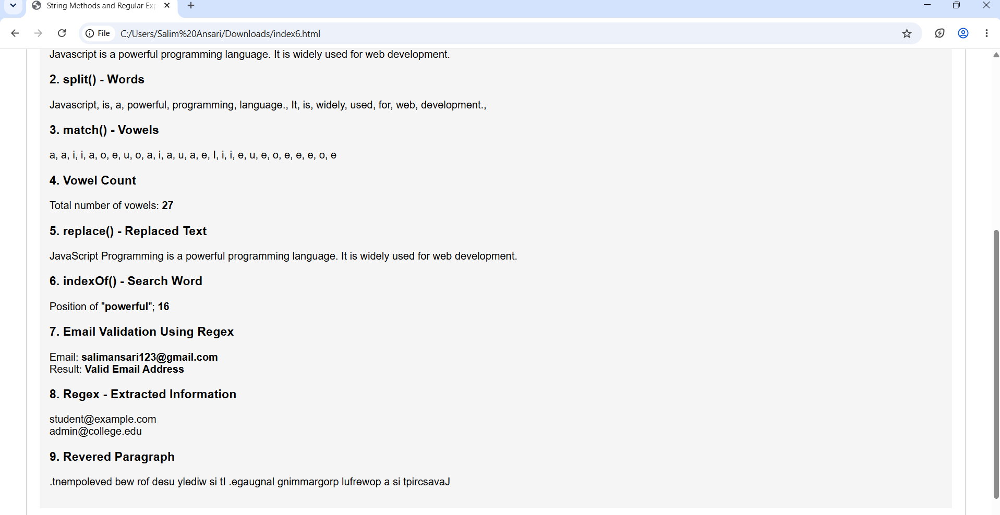 String Methods and Regular Exp
File
C:/Users/Salim%20Ansari/Downloads/index6.html
Javascript is a powerful programming language. It is widely used for web development.
2. split() - Words
Javascript, is, a, powerful, programming, language., It, is, widely, used, for, web, development.,
3. match() - Vowels
a, a, i, i, a, o, e, u, o, a, i, a, u, a, e, I, i, i, e, u, e, o, e, e, e, o, e
4. Vowel Count
Total number of vowels: 27
5. replace() - Replaced Text
JavaScript Programming is a powerful programming language. It is widely used for web development.
6. indexOf() - Search Word
Position of "powerful"; 16
7. Email Validation Using Regex
Email: salimansari123@gmail.com
Result: Valid Email Address
8. Regex - Extracted Information
student@example.com
admin@college.edu
9. Revered Paragraph
.tnempoleved bew rof desu ylediw si tI .egaugnal gnimmargorp lufrewop a si tpircsavaJ